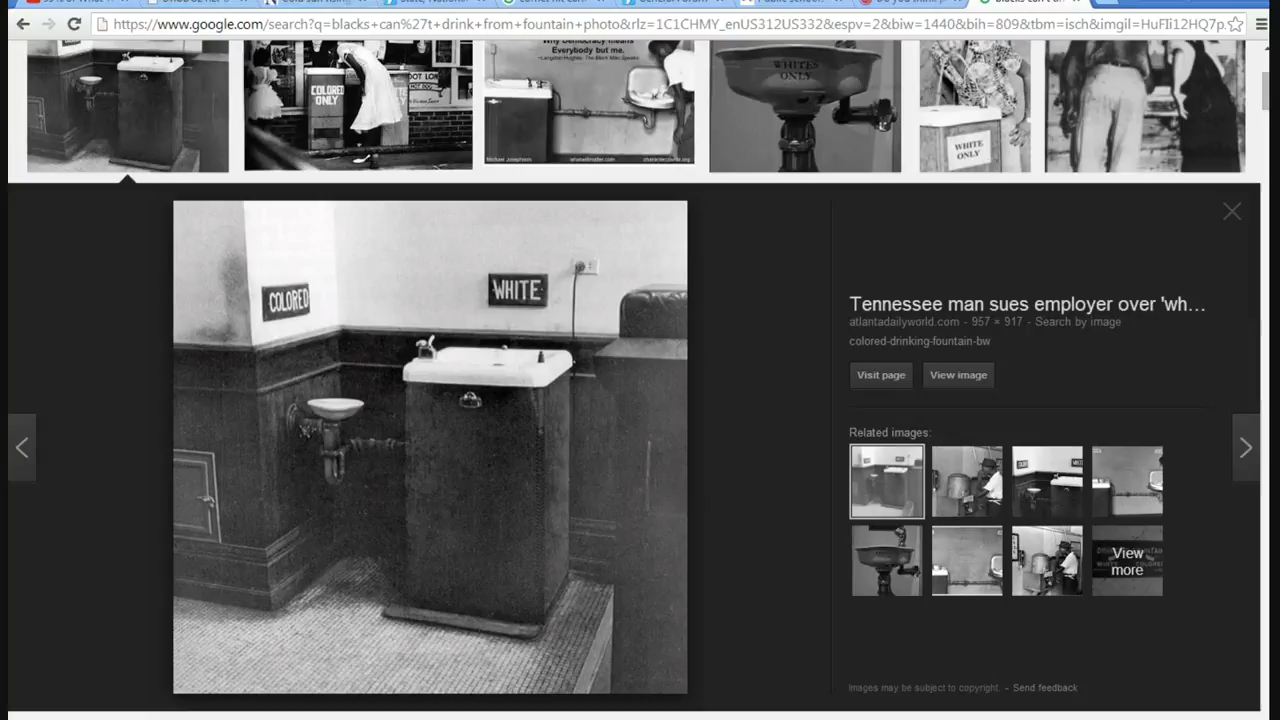 https://www.google.com/search?q=blacks+can%27t+drink+from+fountain+photo&rlz=1C1CHMY_enUS312US332&espv=2&biw=1440&bih=809&tbm=isch&imgil=HuFIi12HQ7p
COLORED
ONLY
Why Democracy means
Everybody but me.
WHITES
ONLY
WHITE
ONLY
COLORED
WHITE
Tennessee man sues employer over 'wh...
atlantadailyworld.com - 957 × 917 - Search by image
colored-drinking-fountain-bw
Visit page
View image
Related images:
View
more
Images may be subject to copyright. - Send feedback